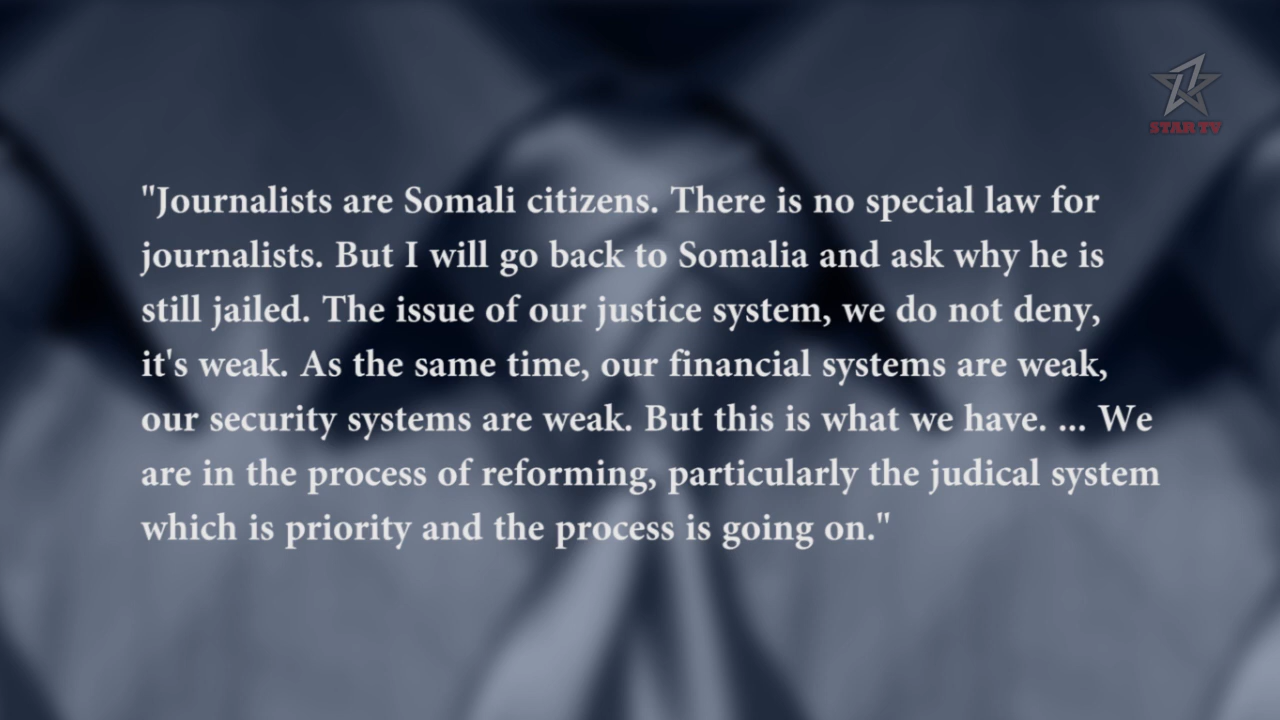 STAR TV
"Journalists are Somali citizens. There is no special law for
journalists. But I will go back to Somalia and ask why he is
still jailed. The issue of our justice system, we do not deny,
it's weak. As the same time, our financial systems are weak,
our security systems are weak. But this is what we have. ... We
are in the process of reforming, particularly the judical system
which is priority and the process is going on."